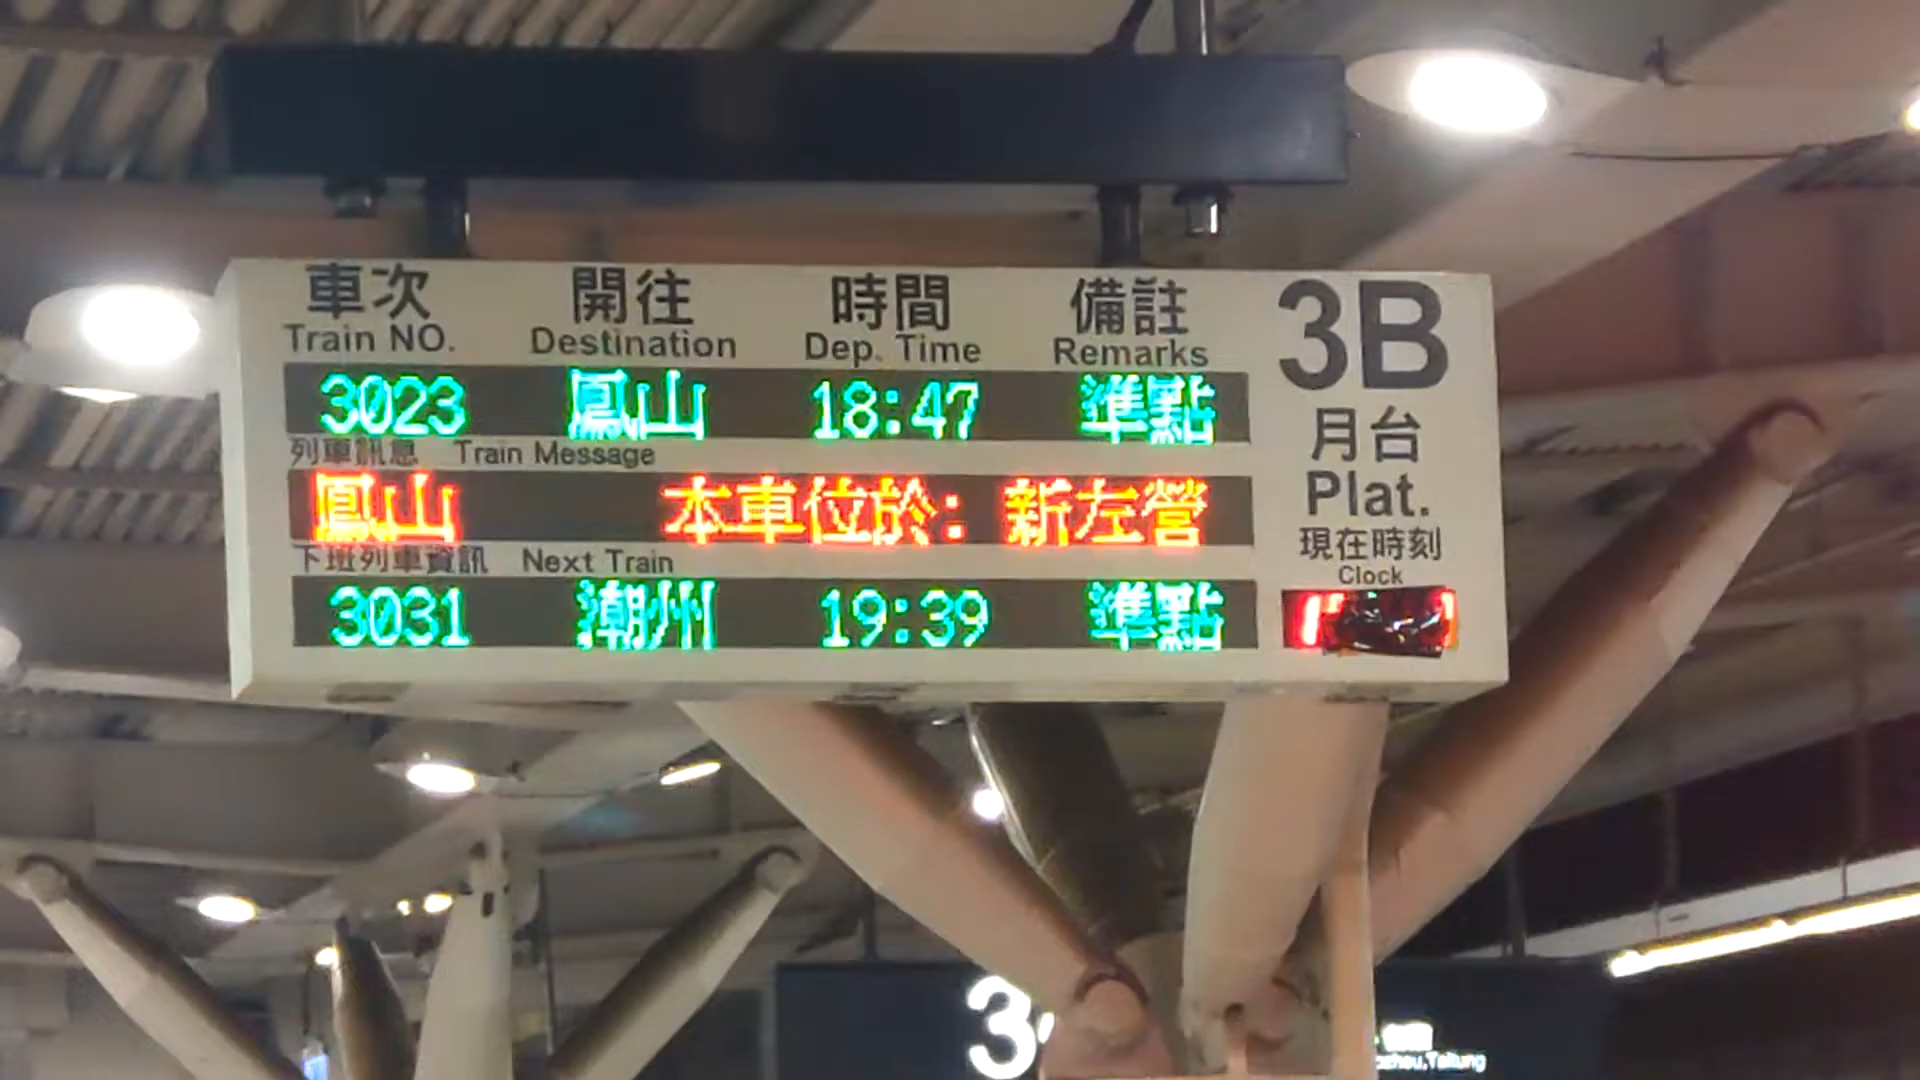 車次 開往 時間 備註 3B
Train NO. Destination Dep. Time Remarks
3023 鳳山 18:47 準點
月台
列車訊息 Train Message
Plat.
鳳山 本車位於: 新左營
現在時刻
下班列車資訊 Next Train
Clock
3031 潮州 19:39 準點
3